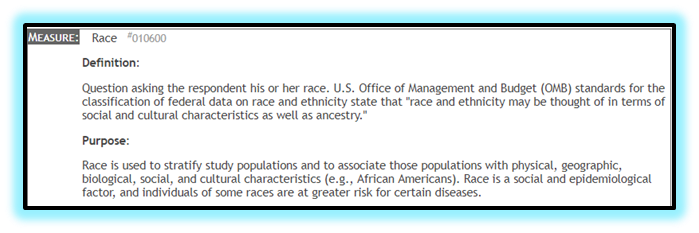 MEASURE: Race #010600
Definition:
Question asking the respondent his or her race. U.S. Office of Management and Budget (OMB) standards for the
classification of federal data on race and ethnicity state that "race and ethnicity may be thought of in terms of
social and cultural characteristics as well as ancestry."
Purpose:
Race is used to stratify study populations and to associate those populations with physical, geographic,
biological, social, and cultural characteristics (e.g., African Americans). Race is a social and epidemiological
factor, and individuals of some races are at greater risk for certain diseases.